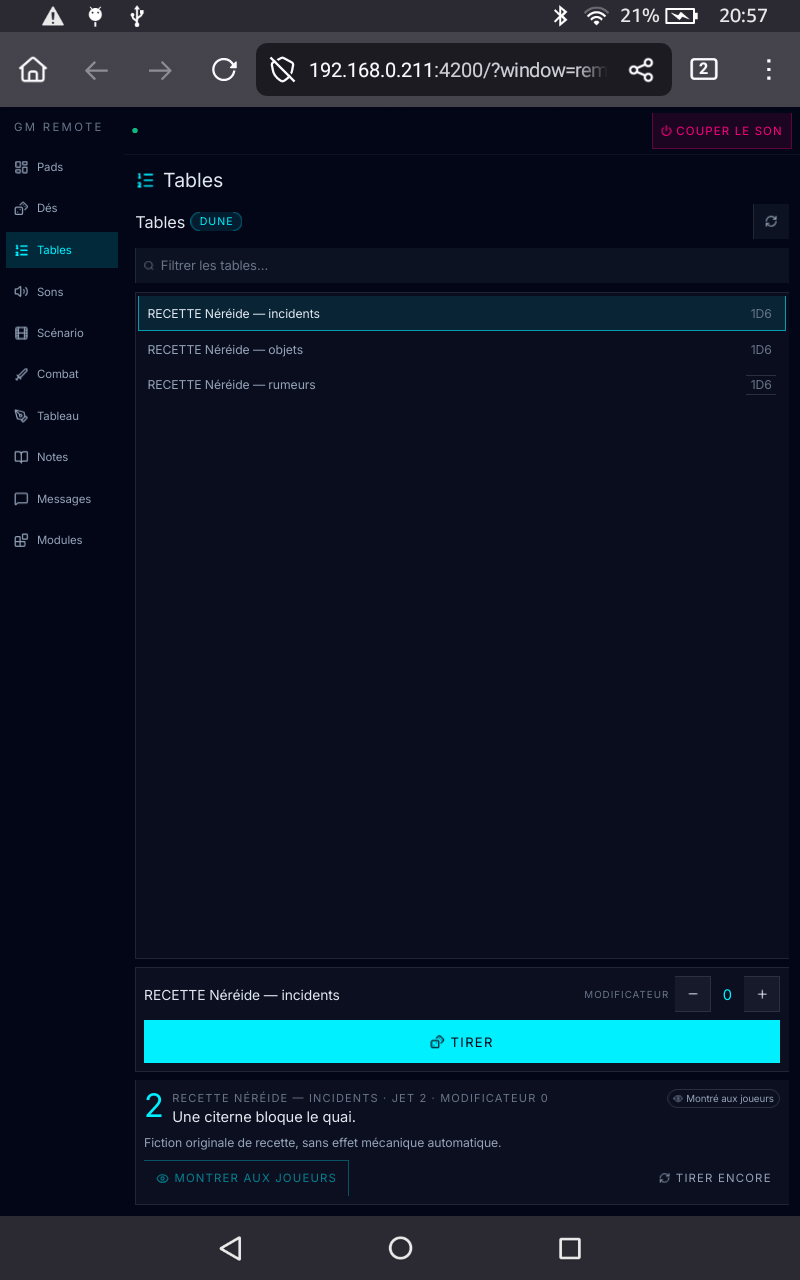 21% 20:57
192.168.0.211:4200/?window=rem
2
GM REMOTE
COUPER LE SON
Pads
Dés
Tables
Sons
Scénario
Combat
Tableau
Notes
Messages
Modules
Tables
Tables DUNE
Filtrer les tables...
RECETTE Néréide — incidents 1D6
RECETTE Néréide — objets 1D6
RECETTE Néréide — rumeurs 1D6
RECETTE Néréide — incidents MODIFICATEUR − 0 +
TIRER
2 RECETTE NÉRÉIDE — INCIDENTS · JET 2 · MODIFICATEUR 0 Montré aux joueurs
Une citerne bloque le quai.
Fiction originale de recette, sans effet mécanique automatique.
MONTRER AUX JOUEURS TIRER ENCORE